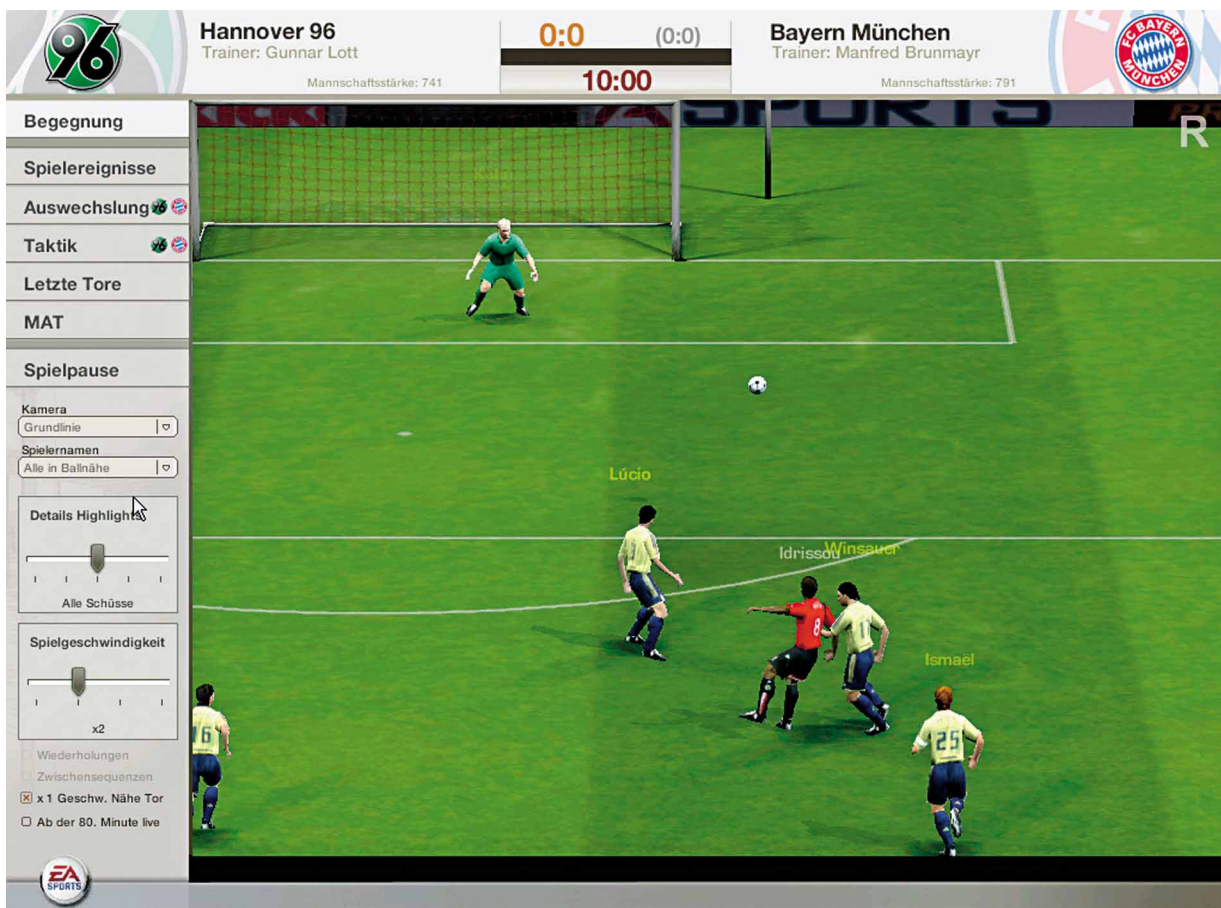 96
Hannover 96
Trainer: Gunnar Lott
Mannschaftsstärke: 741
0:0
(0:0)
10:00
Bayern München
Trainer: Manfred Brunmayr
Mannschaftsstärke: 791
FC BAYERN
MÜNCHEN
Begegnung
Spielereignisse
Auswechslung
Taktik
Letzte Tore
MAT
Spielpause
Kamera
Grundlinie
Spielernamen
Alle in Ballnähe
Details Highlights
Alle Schüsse
Spielgeschwindigkeit
x2
Wiederholungen
Zwischensequenzen
x 1 Geschw. Nähe Tor
Ab der 80. Minute live
EA
SPORTS
EA SPORTS
R
Kahn
Lúcio
Idrissou
Winsauer
8
Ismaël
25
16